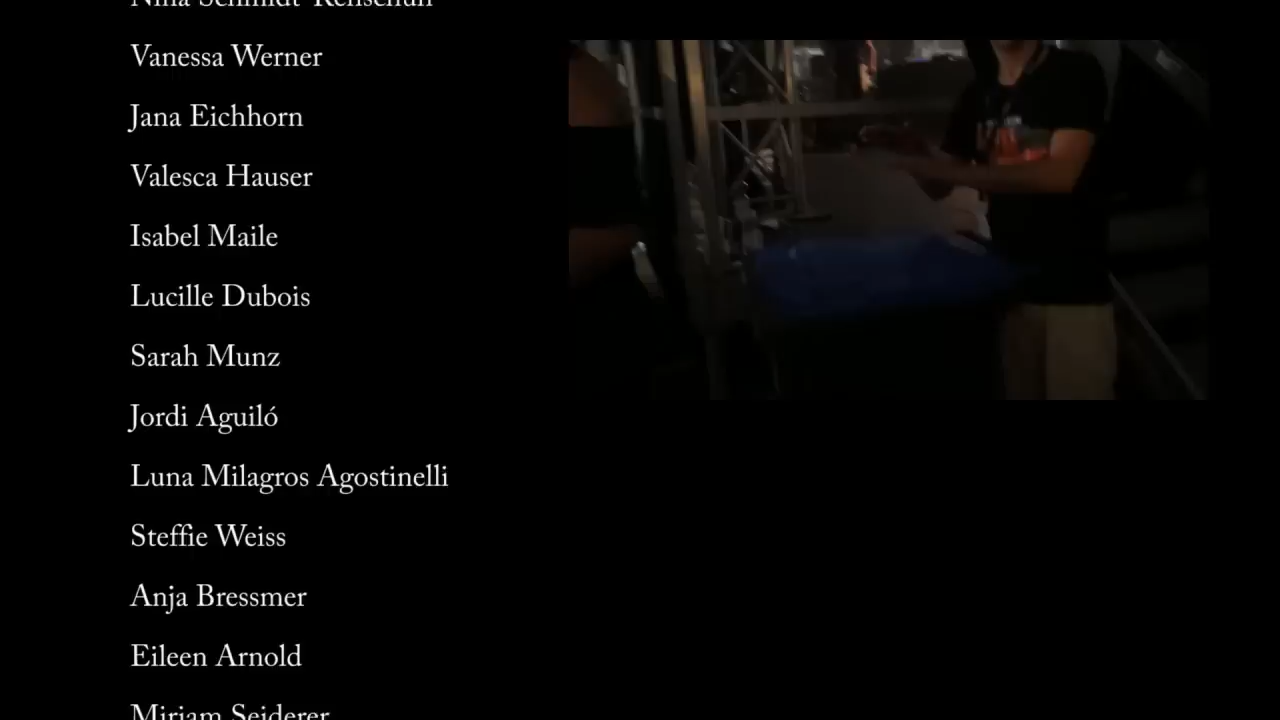 Vanessa Werner
Jana Eichhorn
Valesca Hauser
Isabel Maile
Lucille Dubois
Sarah Munz
Jordi Aguiló
Luna Milagros Agostinelli
Steffie Weiss
Anja Bressmer
Eileen Arnold
Miriam Seiderer